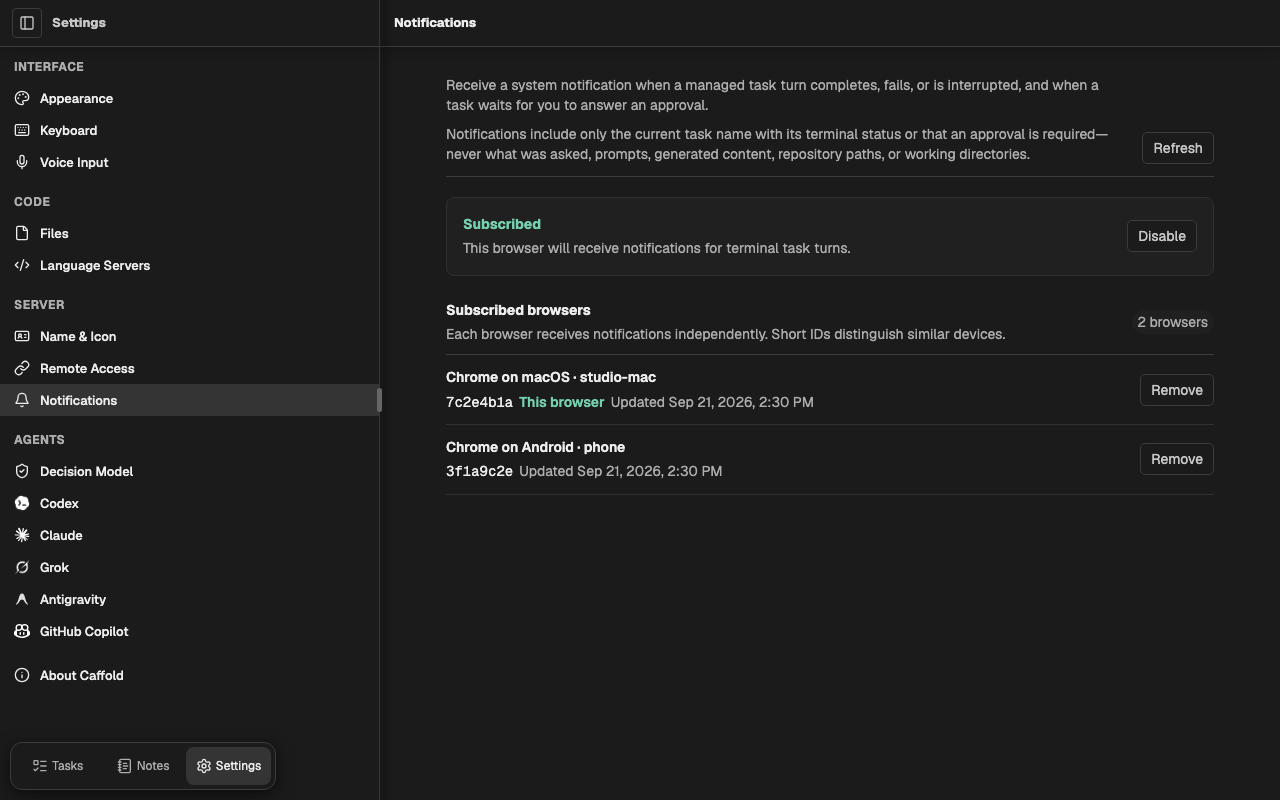 Settings
Notifications
INTERFACE
Appearance
Keyboard
Voice Input
CODE
Files
Language Servers
SERVER
Name & Icon
Remote Access
Notifications
AGENTS
Decision Model
Codex
Claude
Grok
Antigravity
GitHub Copilot
About Caffold
Tasks
Notes
Settings
Receive a system notification when a managed task turn completes, fails, or is interrupted, and when a
task waits for you to answer an approval.
Notifications include only the current task name with its terminal status or that an approval is required—
never what was asked, prompts, generated content, repository paths, or working directories.
Refresh
Subscribed
This browser will receive notifications for terminal task turns.
Disable
Subscribed browsers
Each browser receives notifications independently. Short IDs distinguish similar devices.
2 browsers
Chrome on macOS · studio-mac
7c2e4b1a This browser Updated Sep 21, 2026, 2:30 PM
Remove
Chrome on Android · phone
3f1a9c2e Updated Sep 21, 2026, 2:30 PM
Remove